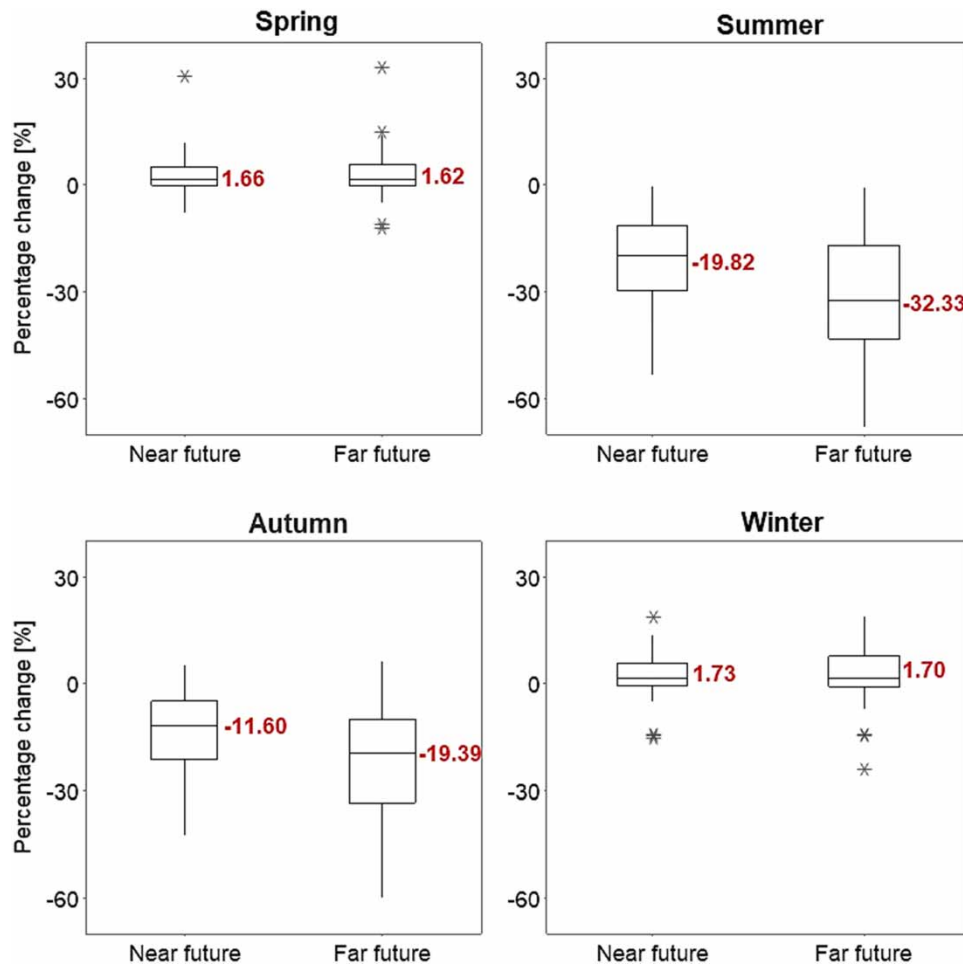 Spring
Summer
Percentage change [%]
30
0
-30
-60
1.66
1.62
Near future
Far future
30
0
-30
-60
-19.82
-32.33
Near future
Far future
Autumn
Winter
Percentage change [%]
30
0
-30
-60
-11.60
-19.39
Near future
Far future
30
0
-30
-60
1.73
1.70
Near future
Far future